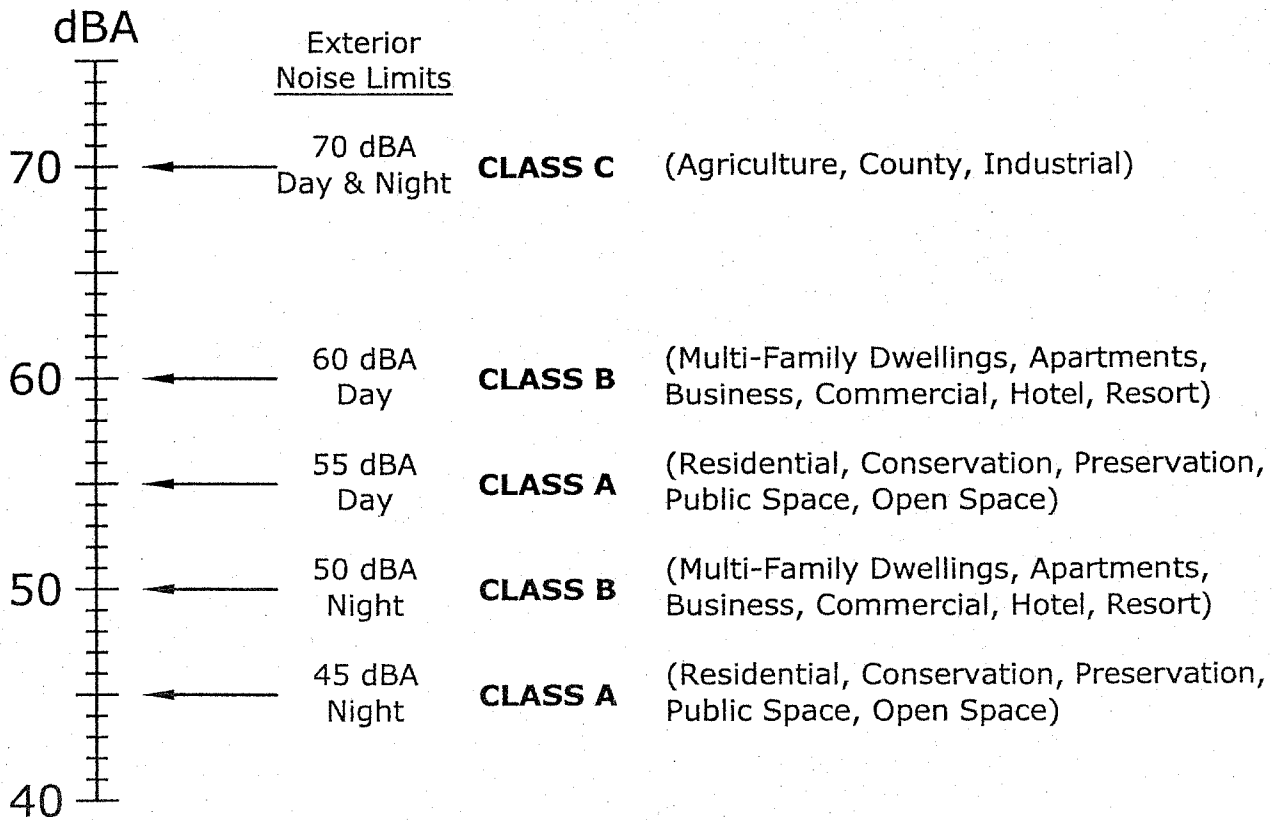 dBA
Exterior
Noise Limits
70
70 dBA
Day & Night
CLASS C
(Agriculture, County, Industrial)
60
60 dBA
Day
CLASS B
(Multi-Family Dwellings, Apartments,
Business, Commercial, Hotel, Resort)
55 dBA
Day
CLASS A
(Residential, Conservation, Preservation,
Public Space, Open Space)
50
50 dBA
Night
CLASS B
(Multi-Family Dwellings, Apartments,
Business, Commercial, Hotel, Resort)
45 dBA
Night
CLASS A
(Residential, Conservation, Preservation,
Public Space, Open Space)
40